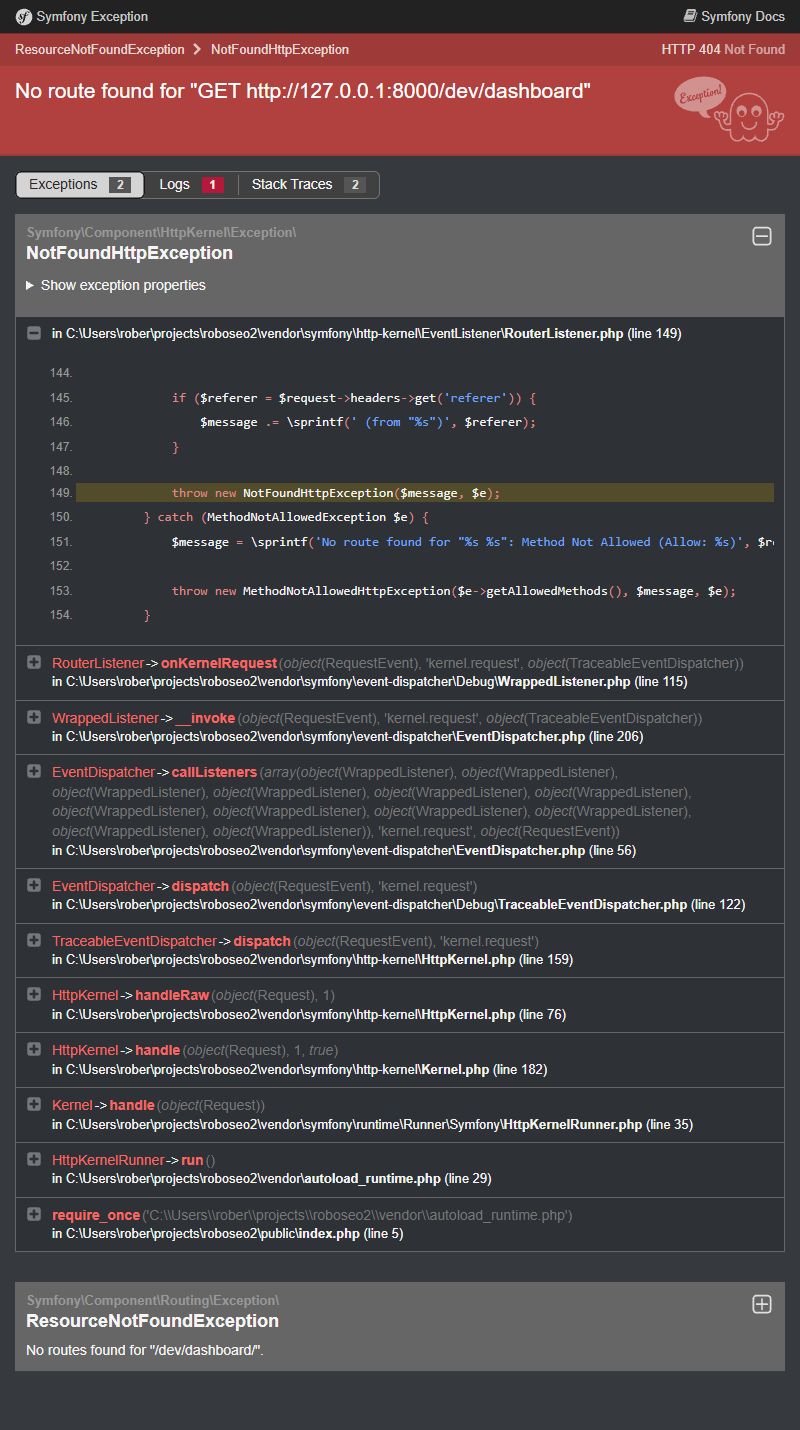 Symfony Exception
Symfony Docs
ResourceNotFoundException > NotFoundHttpException
HTTP 404 Not Found
No route found for "GET http://127.0.0.1:8000/dev/dashboard"
Exception!
Exceptions 2
Logs 1
Stack Traces 2
Symfony\Component\HttpKernel\Exception\
NotFoundHttpException
Show exception properties
in C:\Users\rober\projects\roboseo2\vendor\symfony\http-kernel\EventListener\RouterListener.php (line 149)
144.
145. if ($referer = $request->headers->get('referer')) {
146. $message .= \sprintf(' (from "%s")', $referer);
147. }
148.
149. throw new NotFoundHttpException($message, $e);
150. } catch (MethodNotAllowedException $e) {
151. $message = \sprintf('No route found for "%s %s": Method Not Allowed (Allow: %s)', $r
152.
153. throw new MethodNotAllowedHttpException($e->getAllowedMethods(), $message, $e);
154. }
RouterListener->onKernelRequest(object(RequestEvent), 'kernel.request', object(TraceableEventDispatcher))
in C:\Users\rober\projects\roboseo2\vendor\symfony\event-dispatcher\Debug\WrappedListener.php (line 115)
WrappedListener->__invoke(object(RequestEvent), 'kernel.request', object(TraceableEventDispatcher))
in C:\Users\rober\projects\roboseo2\vendor\symfony\event-dispatcher\EventDispatcher.php (line 206)
EventDispatcher->callListeners(array(object(WrappedListener), object(WrappedListener),
object(WrappedListener), object(WrappedListener), object(WrappedListener), object(WrappedListener),
object(WrappedListener), object(WrappedListener), object(WrappedListener), object(WrappedListener),
object(WrappedListener), object(WrappedListener)), 'kernel.request', object(RequestEvent))
in C:\Users\rober\projects\roboseo2\vendor\symfony\event-dispatcher\EventDispatcher.php (line 56)
EventDispatcher->dispatch(object(RequestEvent), 'kernel.request')
in C:\Users\rober\projects\roboseo2\vendor\symfony\event-dispatcher\Debug\TraceableEventDispatcher.php (line 122)
TraceableEventDispatcher->dispatch(object(RequestEvent), 'kernel.request')
in C:\Users\rober\projects\roboseo2\vendor\symfony\http-kernel\HttpKernel.php (line 159)
HttpKernel->handleRaw(object(Request), 1)
in C:\Users\rober\projects\roboseo2\vendor\symfony\http-kernel\HttpKernel.php (line 76)
HttpKernel->handle(object(Request), 1, true)
in C:\Users\rober\projects\roboseo2\vendor\symfony\http-kernel\Kernel.php (line 182)
Kernel->handle(object(Request))
in C:\Users\rober\projects\roboseo2\vendor\symfony\runtime\Runner\Symfony\HttpKernelRunner.php (line 35)
HttpKernelRunner->run()
in C:\Users\rober\projects\roboseo2\vendor\autoload_runtime.php (line 29)
require_once('C:\\Users\\rober\\projects\\roboseo2\\vendor\\autoload_runtime.php')
in C:\Users\rober\projects\roboseo2\public\index.php (line 5)
Symfony\Component\Routing\Exception\
ResourceNotFoundException
No routes found for "/dev/dashboard/".